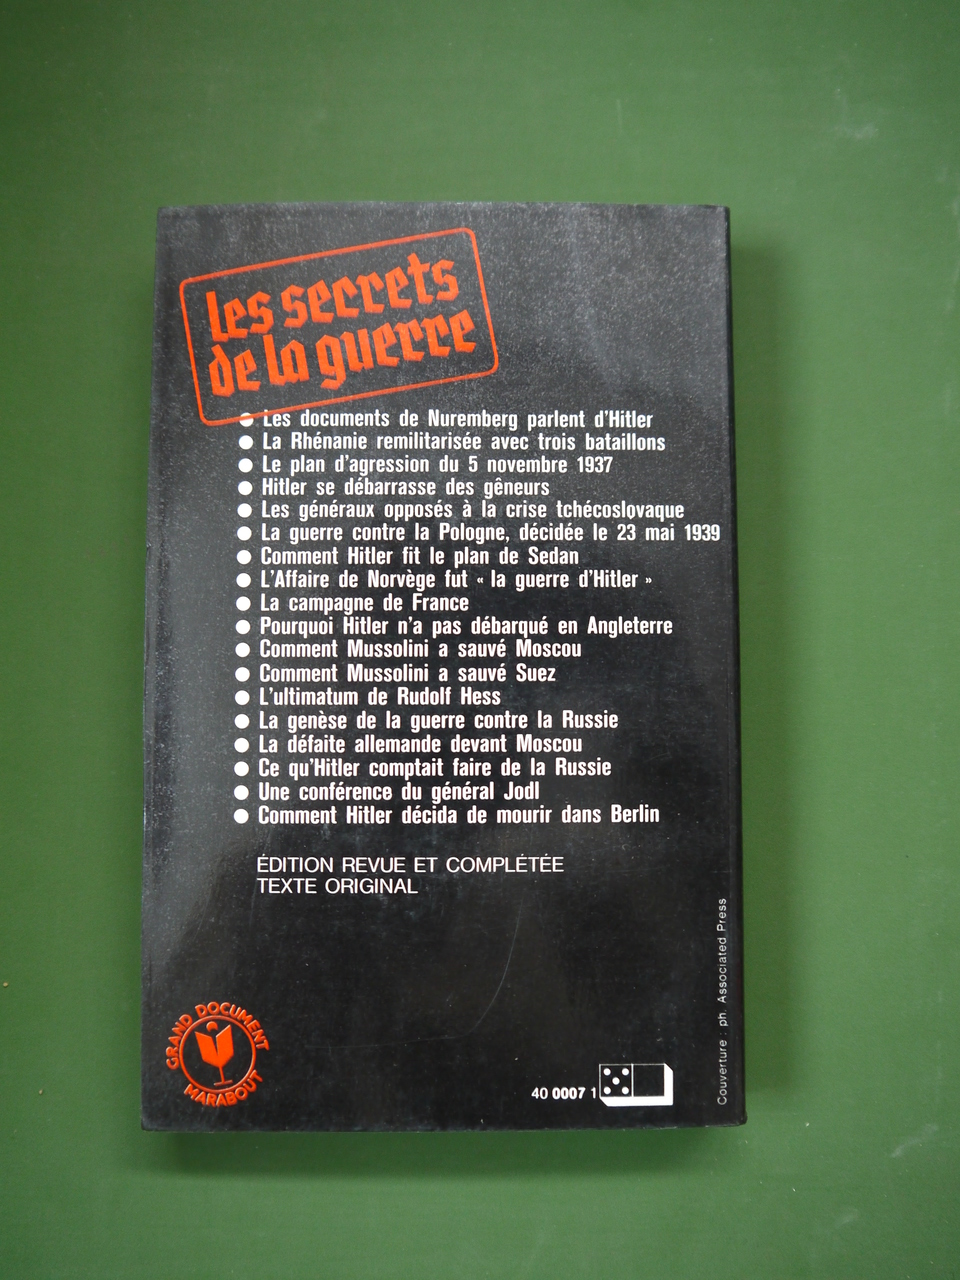 les secrets
de la guerre
● Les documents de Nuremberg parlent d'Hitler
● La Rhénanie remilitarisée avec trois bataillons
● Le plan d'agression du 5 novembre 1937
● Hitler se débarrasse des gêneurs
● Les généraux opposés à la crise tchécoslovaque
● La guerre contre la Pologne, décidée le 23 mai 1939
● Comment Hitler fit le plan de Sedan
● L'Affaire de Norvège fut « la guerre d'Hitler »
● La campagne de France
● Pourquoi Hitler n'a pas débarqué en Angleterre
● Comment Mussolini a sauvé Moscou
● Comment Mussolini a sauvé Suez
● L'ultimatum de Rudolf Hess
● La genèse de la guerre contre la Russie
● La défaite allemande devant Moscou
● Ce qu'Hitler comptait faire de la Russie
● Une conférence du général Jodl
● Comment Hitler décida de mourir dans Berlin
ÉDITION REVUE ET COMPLÉTÉE
TEXTE ORIGINAL
GRAND DOCUMENT
MARABOUT
40 0007 1
Couverture : ph. Associated Press